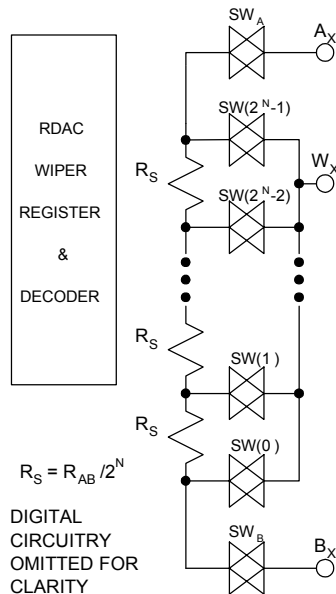 SW_A
A_X
RDAC
WIPER
REGISTER
&
DECODER
SW(2^N-1)
W_X
R_S
SW(2^N-2)
R_S
SW(1)
R_S
SW(0)
R_S = R_AB /2^N
DIGITAL
CIRCUITRY
OMITTED FOR
CLARITY
SW_B
B_X